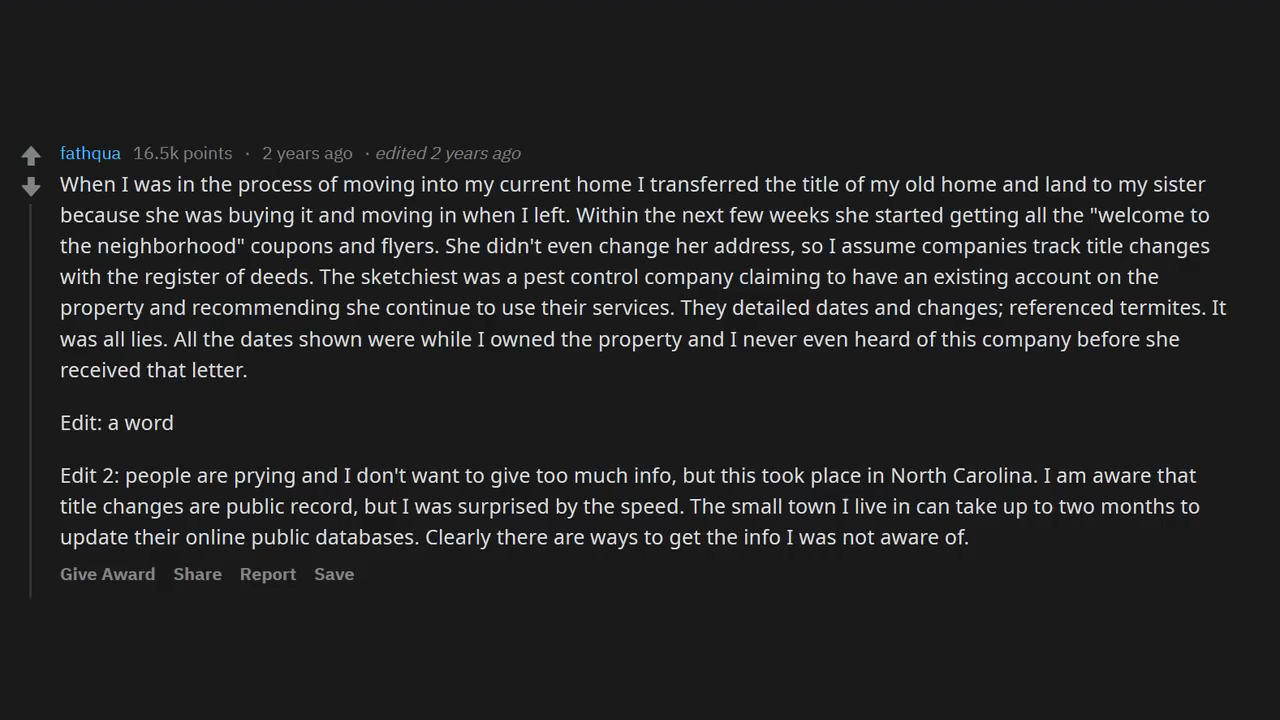 fathqua 16.5k points · 2 years ago · edited 2 years ago
When I was in the process of moving into my current home I transferred the title of my old home and land to my sister
because she was buying it and moving in when I left. Within the next few weeks she started getting all the "welcome to
the neighborhood" coupons and flyers. She didn't even change her address, so I assume companies track title changes
with the register of deeds. The sketchiest was a pest control company claiming to have an existing account on the
property and recommending she continue to use their services. They detailed dates and changes; referenced termites. It
was all lies. All the dates shown were while I owned the property and I never even heard of this company before she
received that letter.
Edit: a word
Edit 2: people are prying and I don't want to give too much info, but this took place in North Carolina. I am aware that
title changes are public record, but I was surprised by the speed. The small town I live in can take up to two months to
update their online public databases. Clearly there are ways to get the info I was not aware of.
Give Award Share Report Save